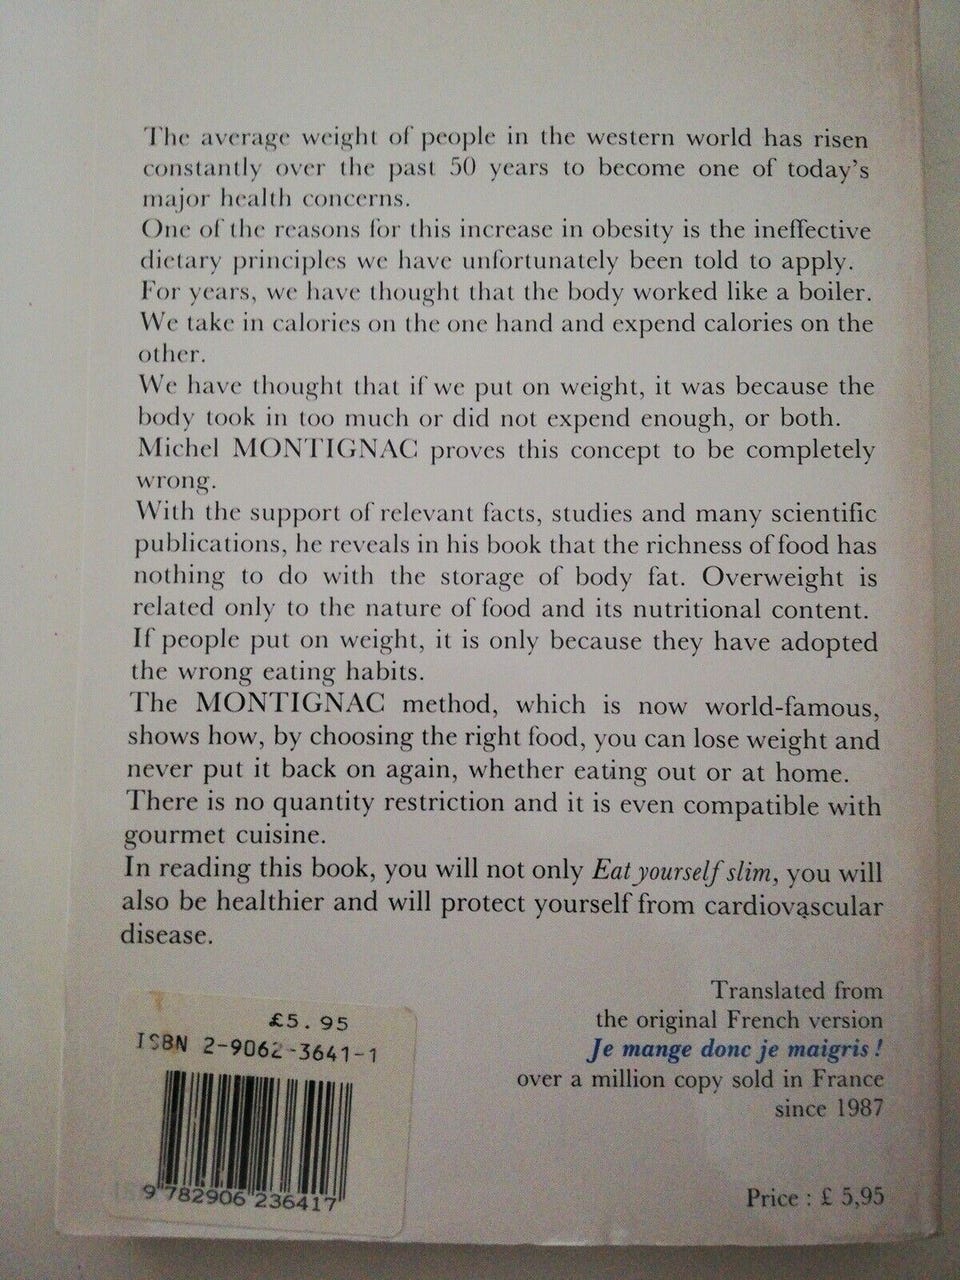 The average weight of people in the western world has risen
constantly over the past 50 years to become one of today's
major health concerns.
One of the reasons for this increase in obesity is the ineffective
dietary principles we have unfortunately been told to apply.
For years, we have thought that the body worked like a boiler.
We take in calories on the one hand and expend calories on the
other.
We have thought that if we put on weight, it was because the
body took in too much or did not expend enough, or both.
Michel MONTIGNAC proves this concept to be completely
wrong.
With the support of relevant facts, studies and many scientific
publications, he reveals in his book that the richness of food has
nothing to do with the storage of body fat. Overweight is
related only to the nature of food and its nutritional content.
If people put on weight, it is only because they have adopted
the wrong eating habits.
The MONTIGNAC method, which is now world-famous,
shows how, by choosing the right food, you can lose weight and
never put it back on again, whether eating out or at home.
There is no quantity restriction and it is even compatible with
gourmet cuisine.
In reading this book, you will not only Eat yourself slim, you will
also be healthier and will protect yourself from cardiovascular
disease.
Translated from
the original French version
Je mange donc je maigris !
over a million copy sold in France
since 1987
Price : £ 5,95
£5.95
ISBN 2-9062-3641-1
9 782906 236417